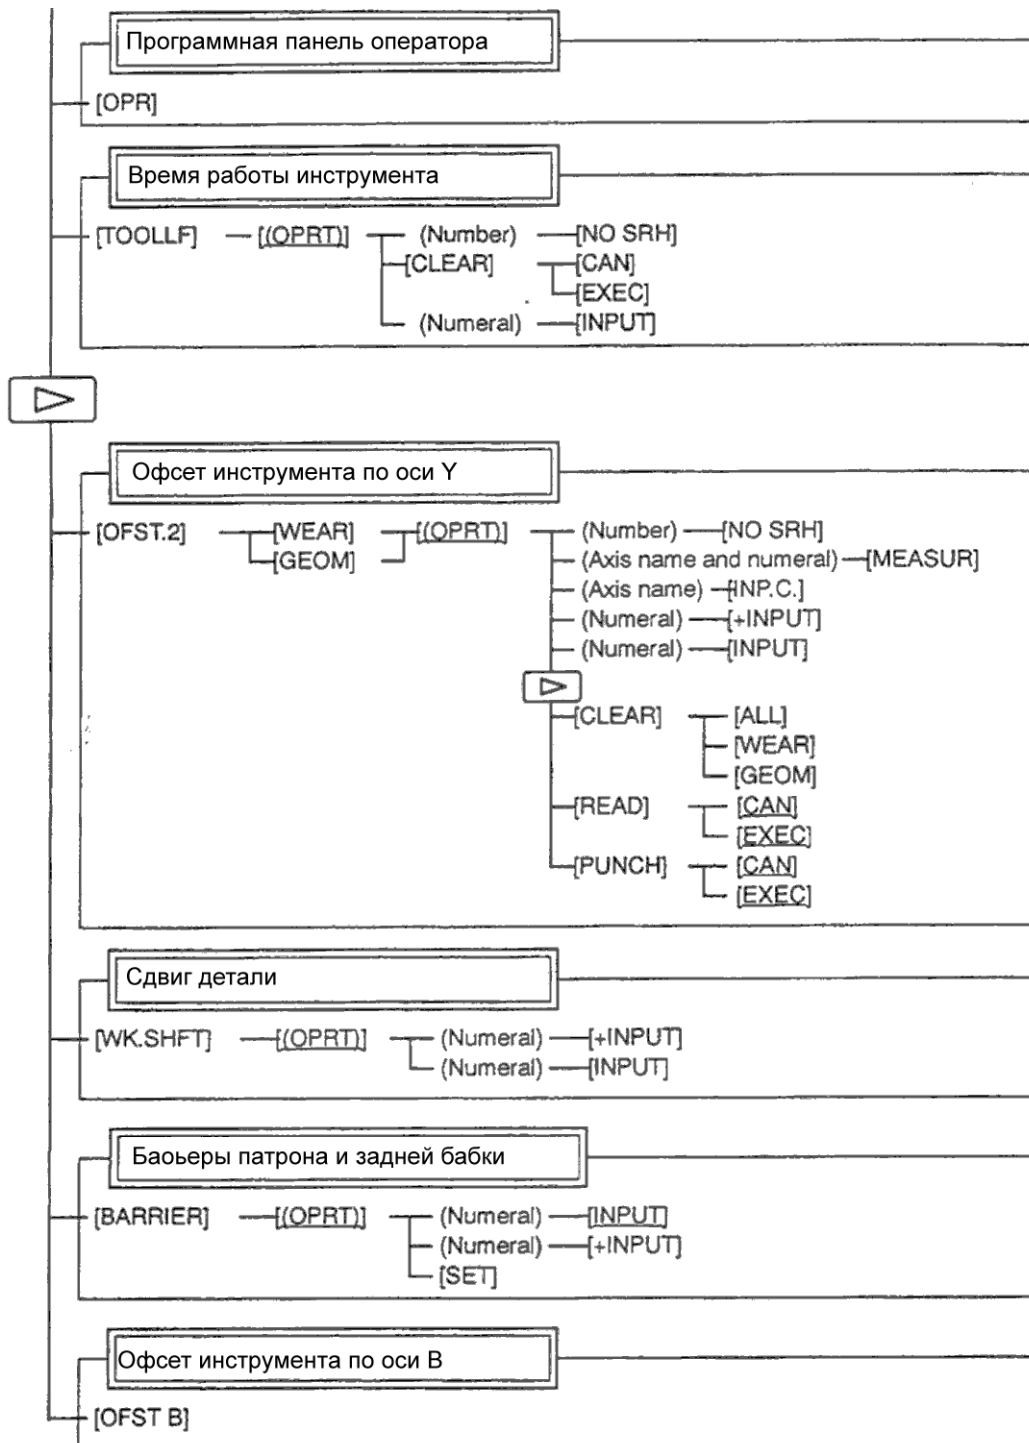 Программная панель оператора
[OPR]
Время работы инструмента
[TOOLLF] [(OPRT)] (Number) [NO SRH]
[CLEAR] [CAN]
[EXEC]
(Numeral) [INPUT]
Офсет инструмента по оси Y
[OFST.2] [WEAR] [(OPRT)] (Number) [NO SRH]
[GEOM] (Axis name and numeral) [MEASUR]
(Axis name) [INP.C.]
(Numeral) [+INPUT]
(Numeral) [INPUT]
[CLEAR] [ALL]
[WEAR]
[GEOM]
[READ] [CAN]
[EXEC]
[PUNCH] [CAN]
[EXEC]
Сдвиг детали
[WK.SHFT] [(OPRT)] (Numeral) [+INPUT]
(Numeral) [INPUT]
Баоьеры патрона и задней бабки
[BARRIER] [(OPRT)] (Numeral) [INPUT]
(Numeral) [+INPUT]
[SET]
Офсет инструмента по оси B
[OFST B]